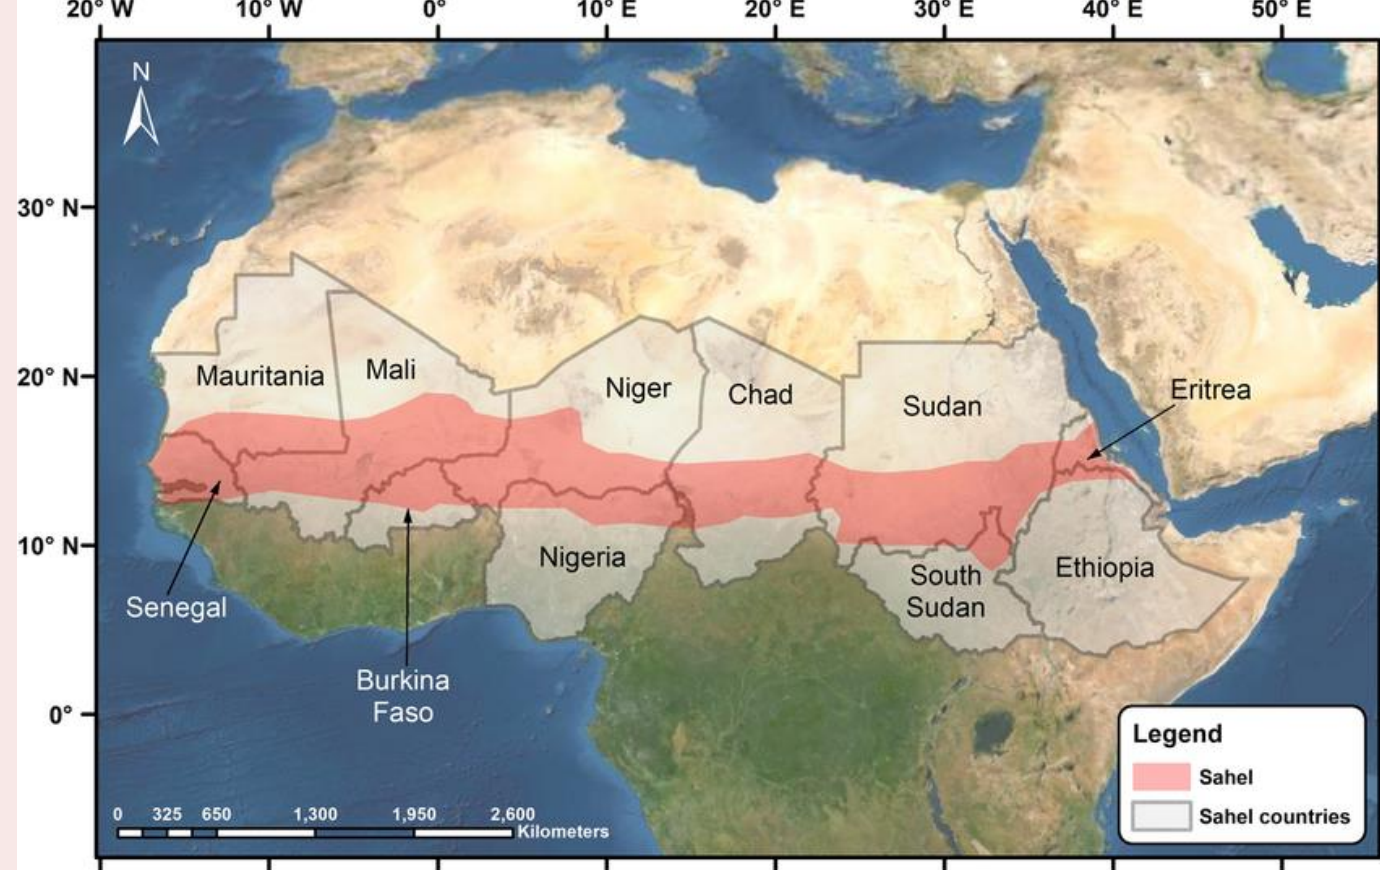 20° W 10° W 0° 10° E 20° E 30° E 40° E 50° E
N
30° N
20° N
10° N
0°
Mauritania
Mali
Niger
Chad
Sudan
Eritrea
Nigeria
South
Sudan
Ethiopia
Senegal
Burkina
Faso
Legend
Sahel
Sahel countries
0 325 650 1,300 1,950 2,600
Kilometers